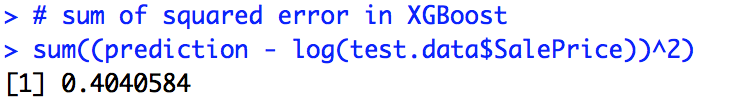 > # sum of squared error in XGBoost
> sum((prediction - log(test.data$SalePrice))^2)
[1] 0.4040584